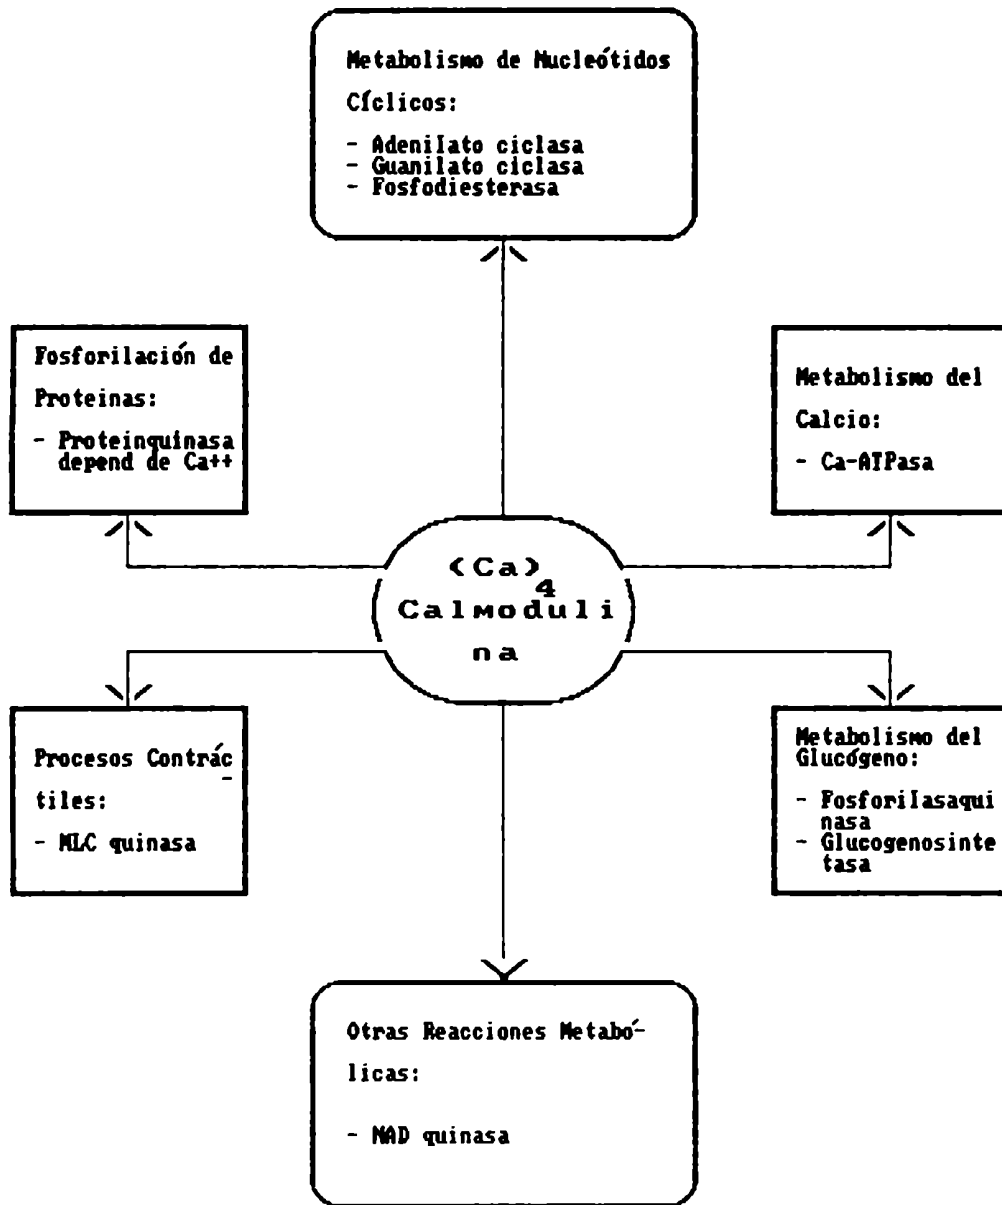 Metabolismo de Nucleótidos
Cíclicos:
- Adenilato ciclasa
- Guanilato ciclasa
- Fosfodiesterasa
Fosforilación de
Proteinas:
- Proteinquinasa
depend de Ca++
Metabolismo del
Calcio:
- Ca-ATPasa
(Ca)4
Calmoduli
na
Procesos Contrác-
tiles:
- MLC quinasa
Metabolismo del
Glucógeno:
- Fosforilasaqui
nasa
- Glucogenosinte
tasa
Otras Reacciones Metabó-
licas:
- NAD quinasa